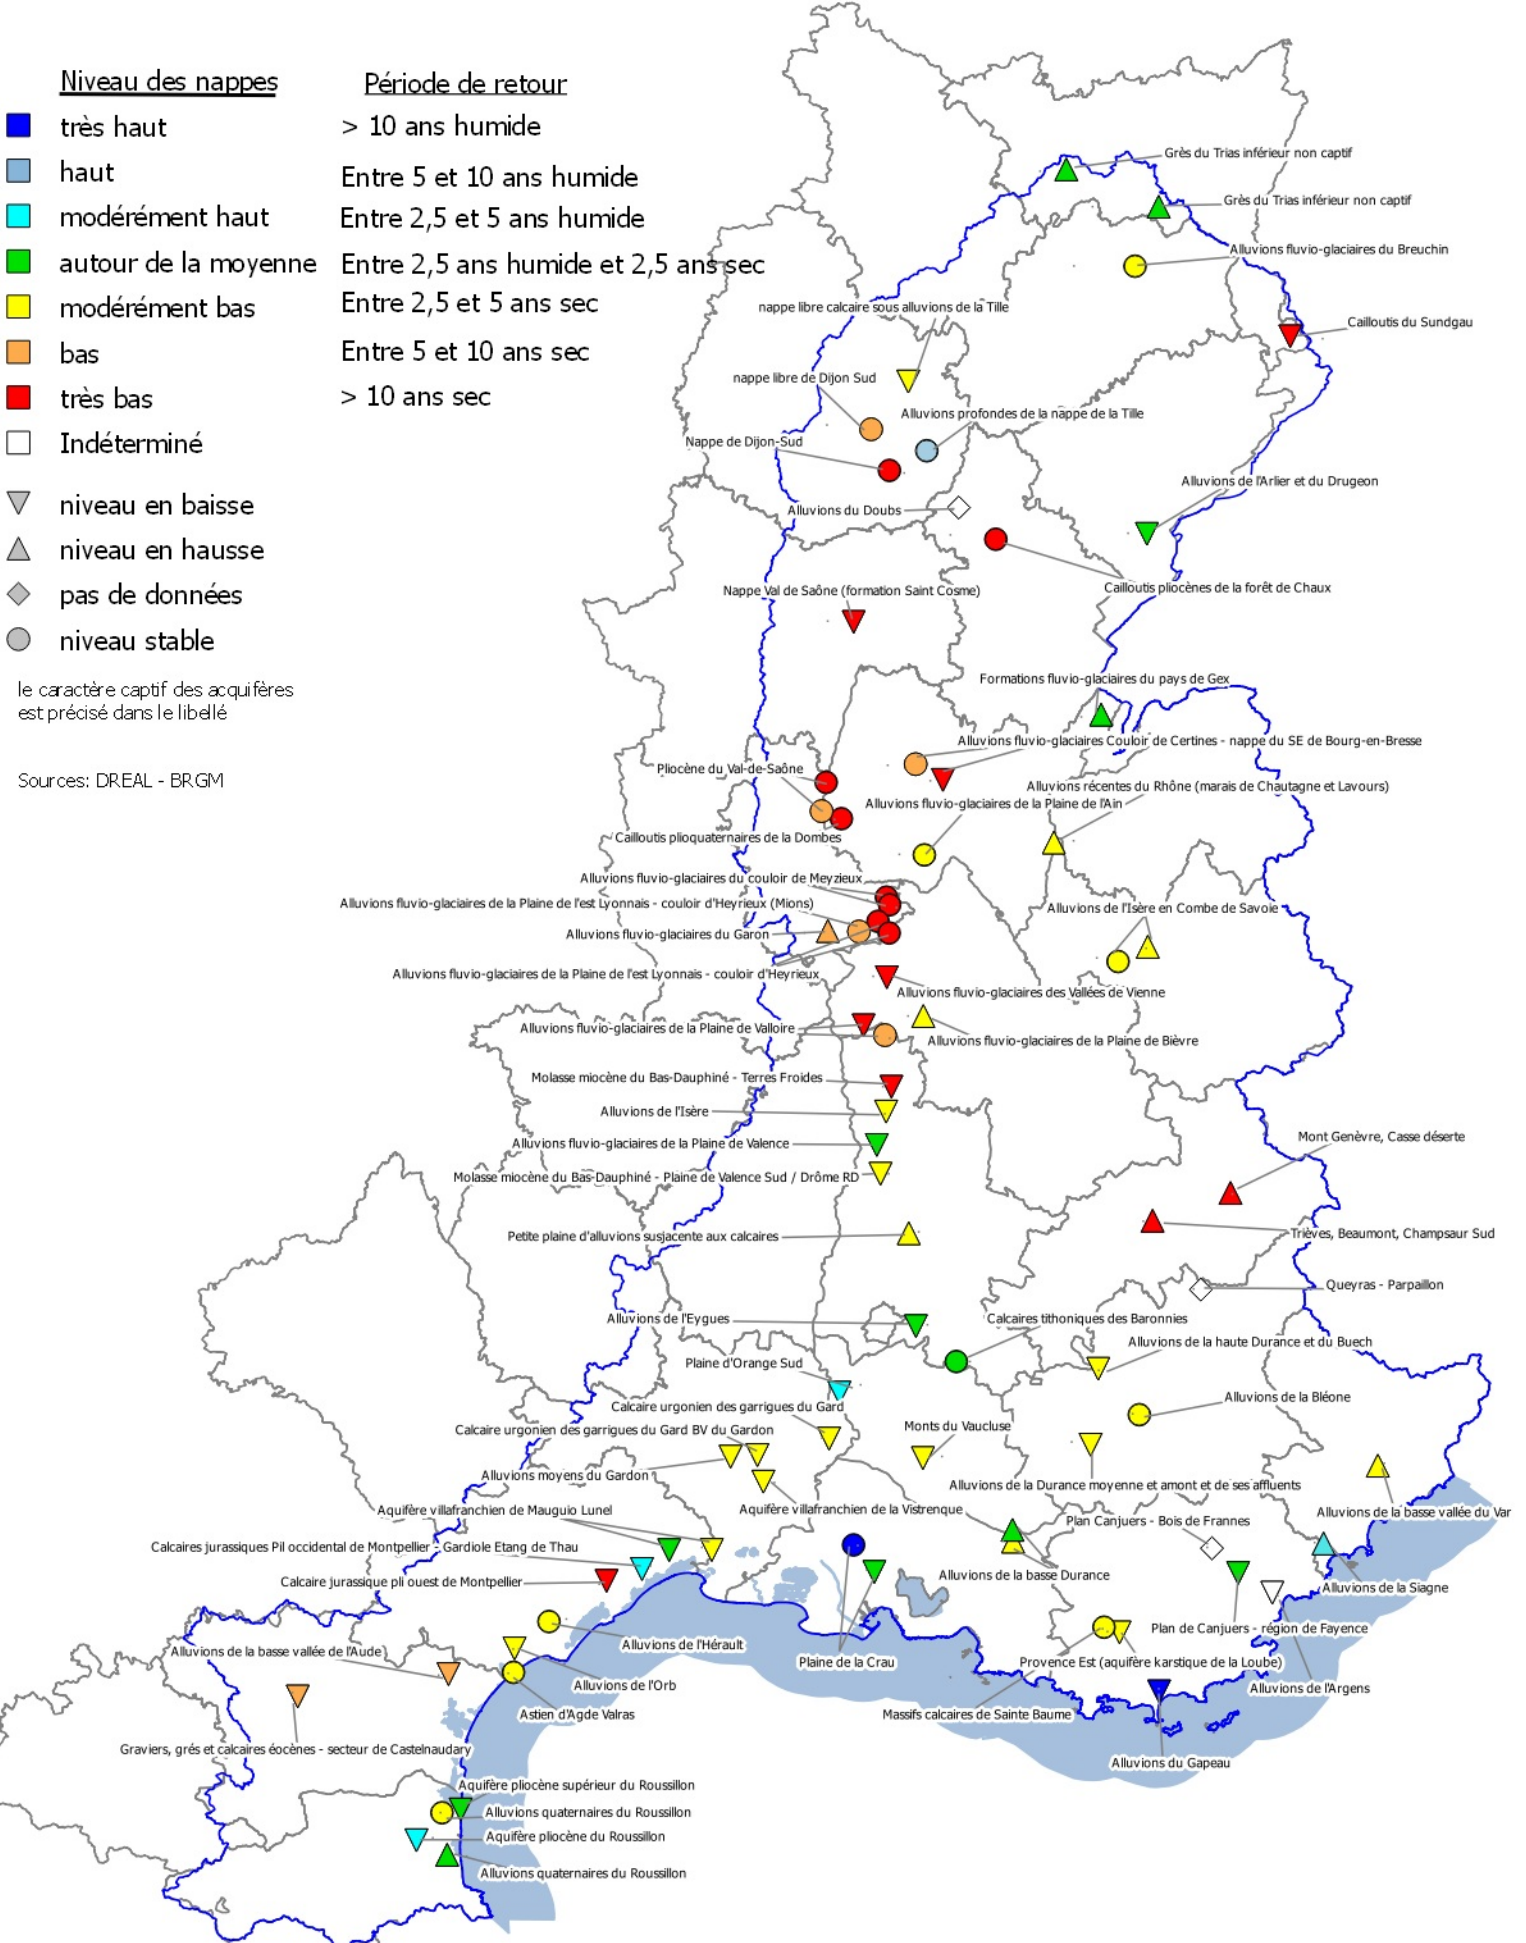 Niveau des nappes
Période de retour
très haut
> 10 ans humide
haut
Entre 5 et 10 ans humide
modérément haut
Entre 2,5 et 5 ans humide
autour de la moyenne
Entre 2,5 ans humide et 2,5 ans sec
modérément bas
Entre 2,5 et 5 ans sec
bas
Entre 5 et 10 ans sec
très bas
> 10 ans sec
Indéterminé
niveau en baisse
niveau en hausse
pas de données
niveau stable
le caractère captif des acquifères
est précisé dans le libellé
Sources: DREAL - BRGM
Grès du Trias inférieur non captif
Grès du Trias inférieur non captif
Alluvions fluvio-glaciaires du Breuchin
nappe libre calcaire sous alluvions de la Tille
Cailloutis du Sundgau
nappe libre de Dijon Sud
Alluvions profondes de la nappe de la Tille
Nappe de Dijon-Sud
Alluvions de l'Arlier et du Drugeon
Alluvions du Doubs
Cailloutis pliocènes de la forêt de Chaux
Nappe Val de Saône (formation Saint Cosme)
Formations fluvio-glaciaires du pays de Gex
Alluvions fluvio-glaciaires Couloir de Certines - nappe du SE de Bourg-en-Bresse
Pliocène du Val-de-Saône
Alluvions récentes du Rhône (marais de Chautagne et Lavours)
Alluvions fluvio-glaciaires de la Plaine de l'Ain
Cailloutis plioquaternaires de la Dombes
Alluvions fluvio-glaciaires du couloir de Meyzieux
Alluvions fluvio-glaciaires de la Plaine de l'est Lyonnais - couloir d'Heyrieux (Mions)
Alluvions de l'Isère en Combe de Savoie
Alluvions fluvio-glaciaires du Garon
Alluvions fluvio-glaciaires de la Plaine de l'est Lyonnais - couloir d'Heyrieux
Alluvions fluvio-glaciaires des Vallées de Vienne
Alluvions fluvio-glaciaires de la Plaine de Valloire
Alluvions fluvio-glaciaires de la Plaine de Bièvre
Molasse miocène du Bas-Dauphiné - Terres Froides
Alluvions de l'Isère
Mont Genèvre, Casse déserte
Alluvions fluvio-glaciaires de la Plaine de Valence
Molasse miocène du Bas-Dauphiné - Plaine de Valence Sud / Drôme RD
Petite plaine d'alluvions susjacente aux calcaires
Trièves, Beaumont, Champsaur Sud
Queyras - Parpaillon
Alluvions de l'Eygues
Calcaires tithoniques des Baronnies
Alluvions de la haute Durance et du Buech
Plaine d'Orange Sud
Alluvions de la Bléone
Calcaire urgonien des garrigues du Gard
Calcaire urgonien des garrigues du Gard BV du Gardon
Monts du Vaucluse
Alluvions moyens du Gardon
Alluvions de la Durance moyenne et amont et de ses affluents
Aquifère villafranchien de Mauguio Lunel
Aquifère villafranchien de la Vistrenque
Alluvions de la basse vallée du Var
Plan Canjuers - Bois de Frannes
Calcaires jurassiques Pil occidental de Montpellier - Gardiole Etang de Thau
Alluvions de la basse Durance
Calcaire jurassique pli ouest de Montpellier
Alluvions de la Siagne
Plan de Canjuers - région de Fayence
Alluvions de l'Hérault
Alluvions de la basse vallée de l'Aude
Plaine de la Crau
Provence Est (aquifère karstique de la Loube)
Alluvions de l'Orb
Alluvions de l'Argens
Astien d'Agde Valras
Massifs calcaires de Sainte Baume
Graviers, grés et calcaires éocènes - secteur de Castelnaudary
Alluvions du Gapeau
Aquifère pliocène supérieur du Roussillon
Alluvions quaternaires du Roussillon
Aquifère pliocène du Roussillon
Alluvions quaternaires du Roussillon